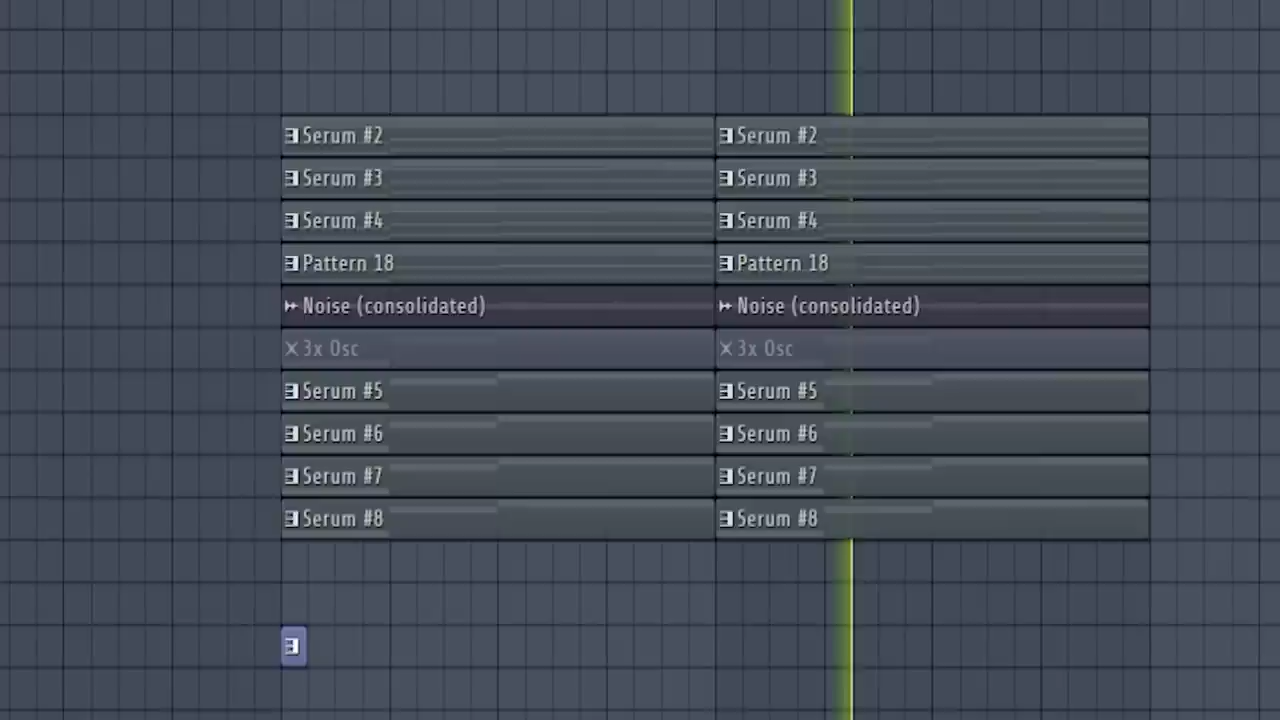 Serum #2 Serum #2
Serum #3 Serum #3
Serum #4 Serum #4
Pattern 18 Pattern 18
Noise (consolidated) Noise (consolidated)
3x Osc 3x Osc
Serum #5 Serum #5
Serum #6 Serum #6
Serum #7 Serum #7
Serum #8 Serum #8